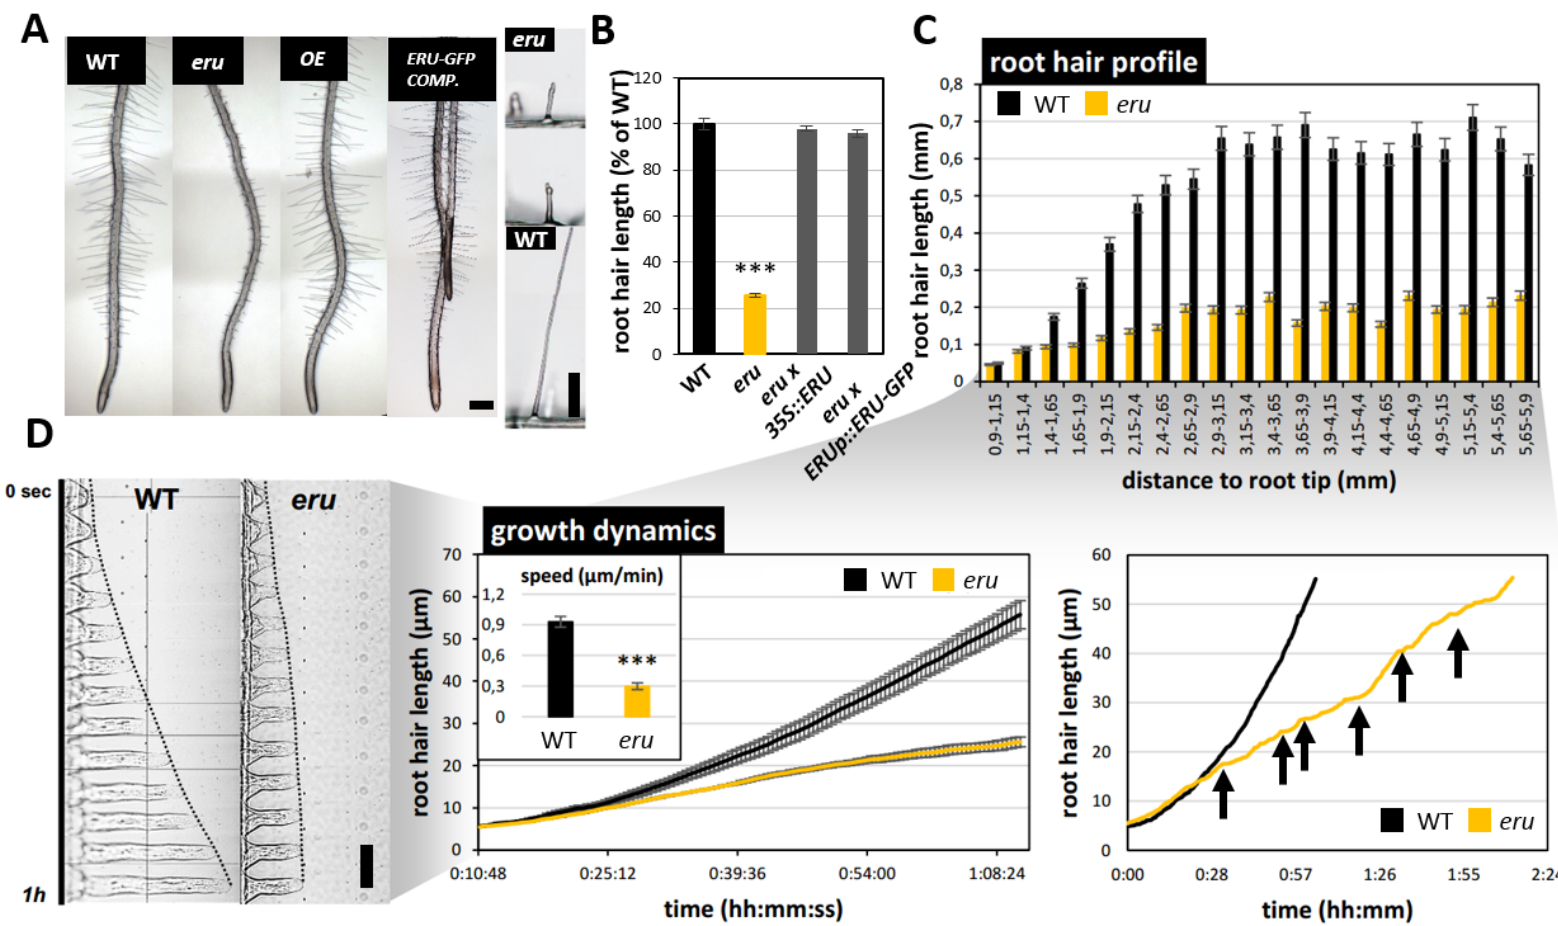 A
WT
eru
OE
ERU-GFP
COMP.
eru
WT
B
root hair length (% of WT)
120
100
80
60
40
20
0
***
WT
eru
eru x
35S::ERU
eru x
ERUp::ERU-GFP
C
root hair profile
WT
eru
root hair length (mm)
0,8
0,7
0,6
0,5
0,4
0,3
0,2
0,1
0
0,9-1,15
1,15-1,4
1,4-1,65
1,65-1,9
1,9-2,15
2,15-2,4
2,4-2,65
2,65-2,9
2,9-3,15
3,15-3,4
3,4-3,65
3,65-3,9
3,9-4,15
4,15-4,4
4,4-4,65
4,65-4,9
4,9-5,15
5,15-5,4
5,4-5,65
5,65-5,9
distance to root tip (mm)
D
0 sec
WT
eru
1h
growth dynamics
root hair length (µm)
70
60
50
40
30
20
10
0
speed (µm/min)
1,2
0,9
0,6
0,3
0
***
WT
eru
WT
eru
0:10:48
0:25:12
0:39:36
0:54:00
1:08:24
time (hh:mm:ss)
root hair length (µm)
60
50
40
30
20
10
0
WT
eru
0:00
0:28
0:57
1:26
1:55
2:24
time (hh:mm)